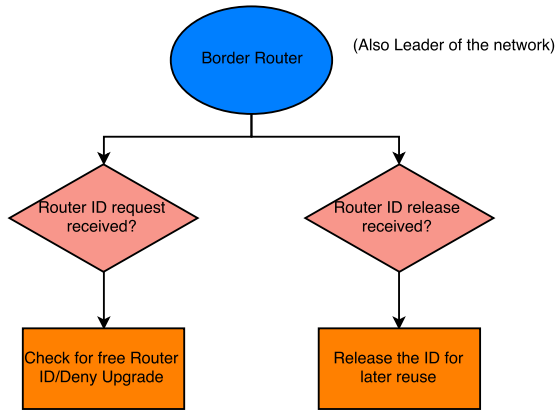 Border Router
(Also Leader of the network)
Router ID request
received?
Router ID release
received?
Check for free Router
ID/Deny Upgrade
Release the ID for
later reuse